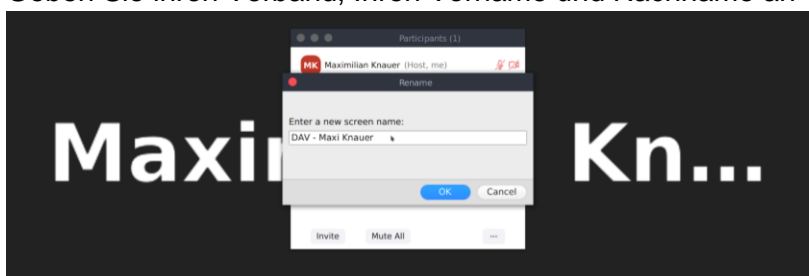 Geben Sie Ihren Verband, Ihren Vorname und Nachname an
Participants (1)
MK Maximilian Knauer (Host, me)
Rename
Enter a new screen name:
DAV - Maxi Knauer
Maxi Kn...
OK Cancel
Invite Mute All ...